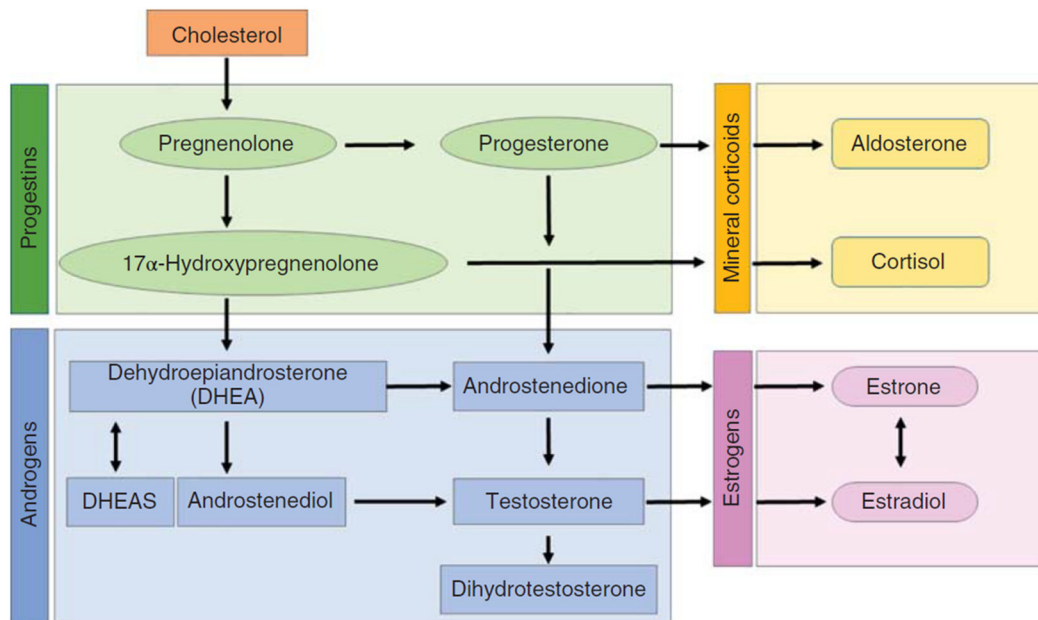 Cholesterol
Progestins
Pregnenolone
Progesterone
17α-Hydroxypregnenolone
Mineral corticoids
Aldosterone
Cortisol
Androgens
Dehydroepiandrosterone
(DHEA)
Androstenedione
DHEAS
Androstenediol
Testosterone
Dihydrotestosterone
Estrogens
Estrone
Estradiol